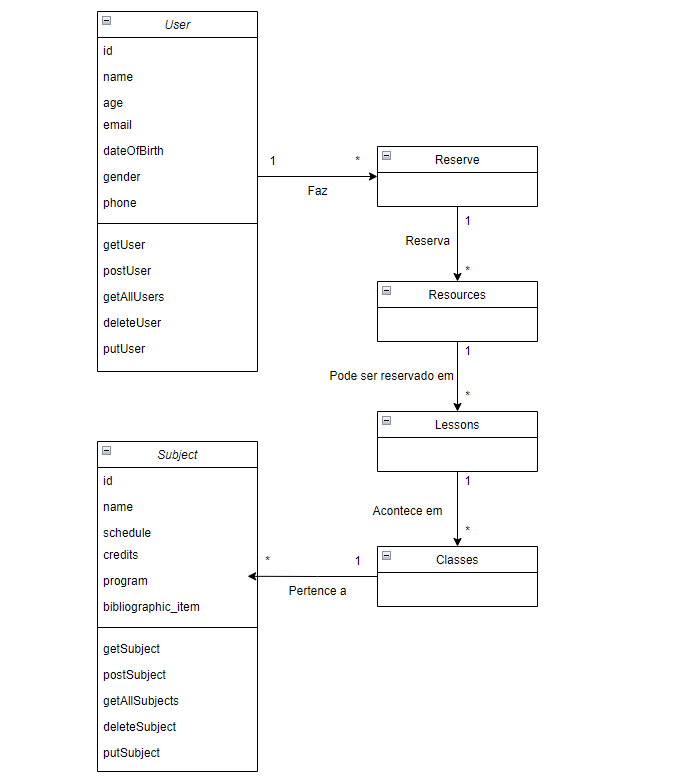 User
id
name
age
email
dateOfBirth
gender
phone
getUser
postUser
getAllUsers
deleteUser
putUser
1
*
Faz
Reserve
1
Reserva
*
Resources
1
Pode ser reservado em
*
Lessons
1
Acontece em
*
Classes
1
*
Pertence a
Subject
id
name
schedule
credits
program
bibliographic_item
getSubject
postSubject
getAllSubjects
deleteSubject
putSubject